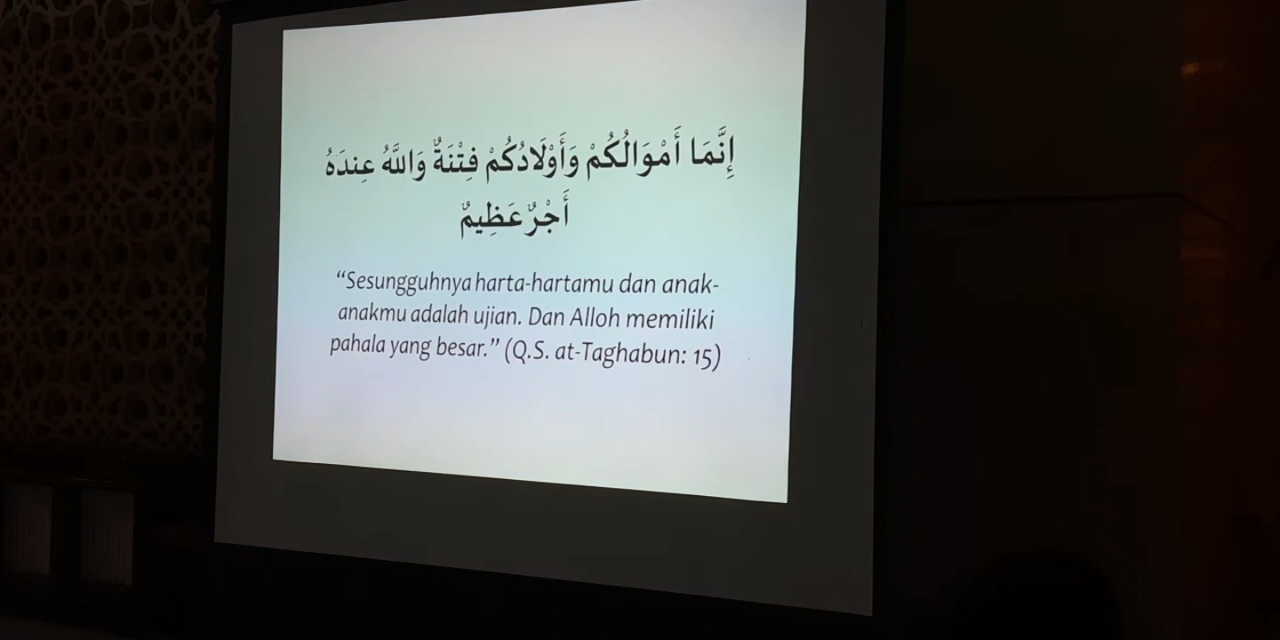 إِنَّمَا أَمْوَالُكُمْ وَأَوْلَادُكُمْ فِتْنَةٌ وَاللَّهُ عِندَهُ
أَجْرٌ عَظِيمٌ
“Sesungguhnya harta-hartamu dan anak-
anakmu adalah ujian. Dan Alloh memiliki
pahala yang besar.” (Q.S. at-Taghabun: 15)